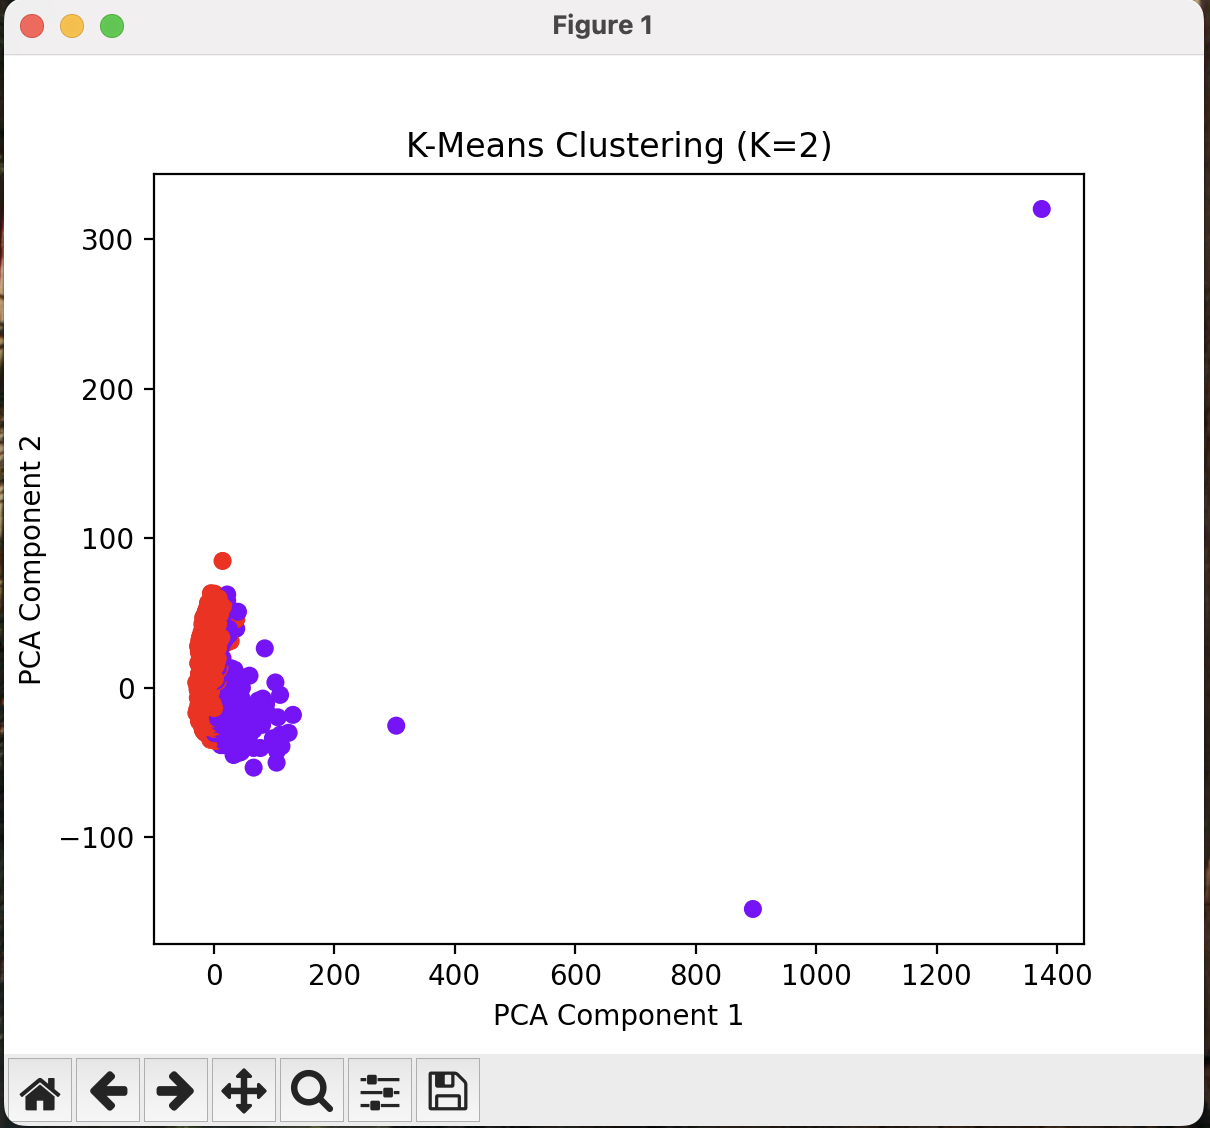 Figure 1
K-Means Clustering (K=2)
300
200
100
0
−100
PCA Component 2
0 200 400 600 800 1000 1200 1400
PCA Component 1